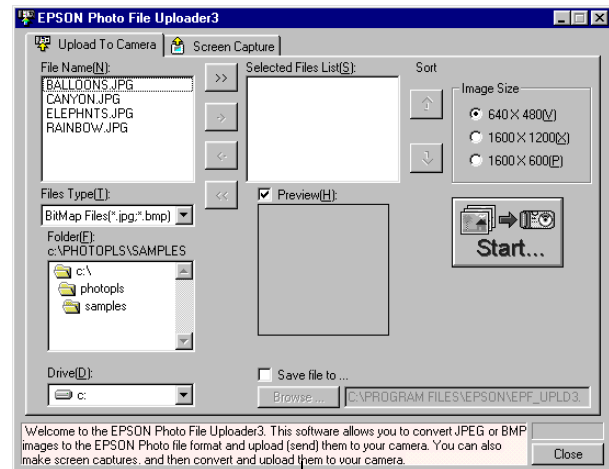 EPSON Photo File Uploader3
Upload To Camera
Screen Capture
File Name(N):
BALLOONS.JPG
CANYON.JPG
ELEPHNTS.JPG
RAINBOW.JPG
>>
->
<-
<<
Selected Files List(S):
Sort
Image Size
640 X 480(V)
1600 X 1200(X)
1600 X 600(P)
Files Type(T):
BitMap Files(*.jpg;*.bmp)
Folder(F):
c:\PHOTOPLS\SAMPLES
c:\
photopls
samples
Preview(H):
Start...
Drive(D):
c:
Save file to ...
Browse ...
C:\PROGRAM FILES\EPSON\EPF_UPLD3.
Welcome to the EPSON Photo File Uploader3. This software allows you to convert JPEG or BMP
images to the EPSON Photo file format and upload (send) them to your camera. You can also
make screen captures, and then convert and upload them to your camera.
Close